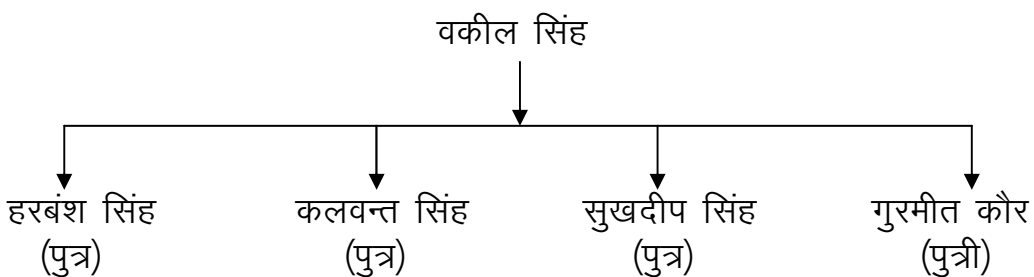 वकील सिंह
हरबंश सिंह कलवन्त सिंह सुखदीप सिंह गुरमीत कौर
(पुत्र) (पुत्र) (पुत्र) (पुत्री)